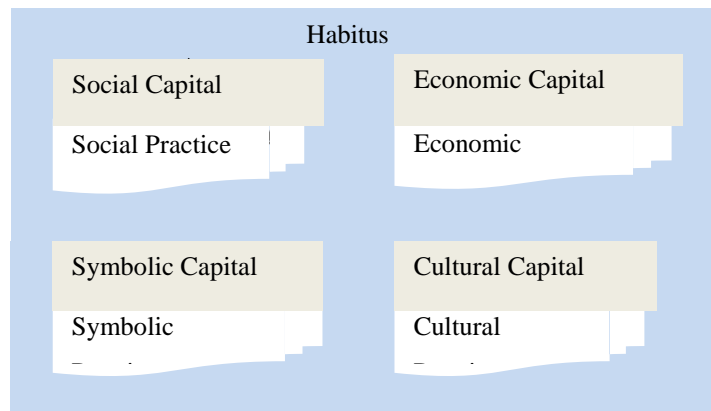 Habitus
Social Capital
Economic Capital
Social Practice
Economic
Symbolic Capital
Cultural Capital
Symbolic
Cultural